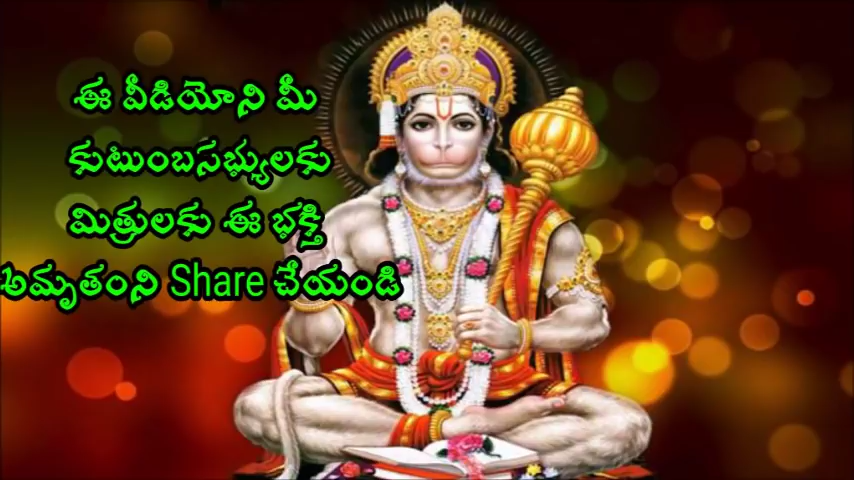 ఈ వీడియోని మీ
కుటుంబసభ్యులకు
మిత్రులకు ఈ భక్తి
అమృతంని Share చేయండి